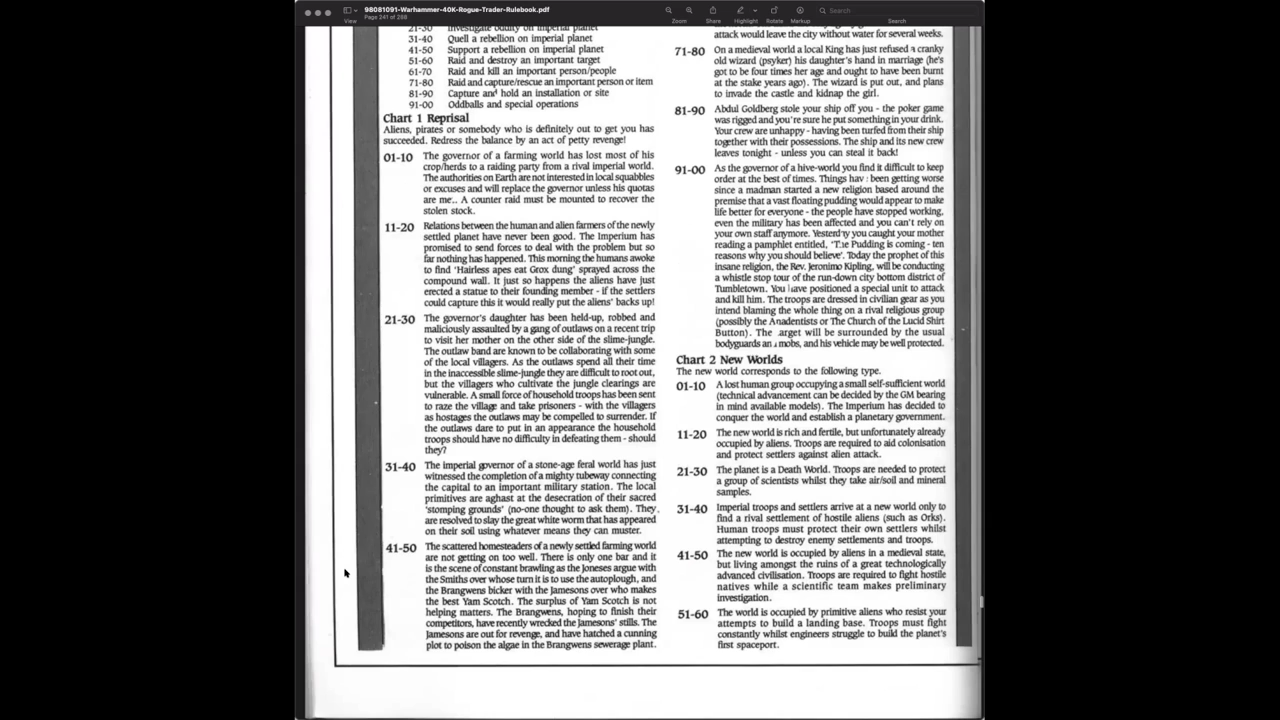 98081091-Warhammer-40K-Rogue-Trader-Rulebook.pdf
Page 241 of 288
View
Zoom
Share
Highlight
Rotate
Markup
Search
Search
21-30 Investigate oddity on imperial planet
31-40 Quell a rebellion on imperial planet
41-50 Support a rebellion on imperial planet
51-60 Raid and destroy an important target
61-70 Raid and kill an important person/people
71-80 Raid and capture/rescue an important person or item
81-90 Capture and hold an installation or site
91-00 Oddballs and special operations
Chart 1 Reprisal
Aliens, pirates or somebody who is definitely out to get you has
succeeded. Redress the balance by an act of petty revenge!
01-10 The governor of a farming world has lost most of his
crop/herds to a raiding party from a rival imperial world.
The authorities on Earth are not interested in local squabbles
or excuses and will replace the governor unless his quotas
are me.. A counter raid must be mounted to recover the
stolen stock.
11-20 Relations between the human and alien farmers of the newly
settled planet have never been good. The Imperium has
promised to send forces to deal with the problem but so
far nothing has happened. This morning the humans awoke
to find 'Hairless apes eat Grox dung' sprayed across the
compound wall. It just so happens the aliens have just
erected a statue to their founding member - if the settlers
could capture this it would really put the aliens' backs up!
21-30 The governor's daughter has been held-up, robbed and
maliciously assaulted by a gang of outlaws on a recent trip
to visit her mother on the other side of the slime-jungle.
The outlaw band are known to be collaborating with some
of the local villagers. As the outlaws spend all their time
in the inaccessible slime-jungle they are difficult to root out,
but the villagers who cultivate the jungle clearings are
vulnerable. A small force of household troops has been sent
to raze the village and take prisoners - with the villagers
as hostages the outlaws may be compelled to surrender. If
the outlaws dare to put in an appearance the household
troops should have no difficulty in defeating them - should
they?
31-40 The imperial governor of a stone-age feral world has just
witnessed the completion of a mighty tubeway connecting
the capital to an important military station. The local
primitives are aghast at the desecration of their sacred
'stomping grounds' (no-one thought to ask them). They
are resolved to slay the great white worm that has appeared
on their soil using whatever means they can muster.
41-50 The scattered homesteaders of a newly settled farming world
are not getting on too well. There is only one bar and it
is the scene of constant brawling as the Joneses argue with
the Smiths over whose turn it is to use the autoplough, and
the Brangwens bicker with the Jamesons over who makes
the best Yam Scotch. The surplus of Yam Scotch is not
helping matters. The Brangwens, hoping to finish their
competitors, have recently wrecked the Jamesons' stills. The
Jamesons are out for revenge, and have hatched a cunning
plot to poison the algae in the Brangwens sewerage plant.
attack would leave the city without water for several weeks.
71-80 On a medieval world a local King has just refused a cranky
old wizard (psyker) his daughter's hand in marriage (he's
got to be four times her age and ought to have been burnt
at the stake years ago). The wizard is put out, and plans
to invade the castle and kidnap the girl.
81-90 Abdul Goldberg stole your ship off you - the poker game
was rigged and you're sure he put something in your drink.
Your crew are unhappy - having been turfed from their ship
together with their possessions. The ship and its new crew
leaves tonight - unless you can steal it back!
91-00 As the governor of a hive-world you find it difficult to keep
order at the best of times. Things hav : been getting worse
since a madman started a new religion based around the
premise that a vast floating pudding would appear to make
life better for everyone - the people have stopped working,
even the military has been affected and you can't rely on
your own staff anymore. Yesterd y you caught your mother
reading a pamphlet entitled, 'T.e Pudding is coming - ten
reasons why you should believe'. Today the prophet of this
insane religion, the Rev. Jeronimo Kipling, will be conducting
a whistle stop tour of the run-down city bottom district of
Tumbletown. You have positioned a special unit to attack
and kill him. The troops are dressed in civilian gear as you
intend blaming the whole thing on a rival religious group
(possibly the Anadentists or The Church of the Lucid Shirt
Button). The .arget will be surrounded by the usual
bodyguards an . mobs, and his vehicle may be well protected.
Chart 2 New Worlds
The new world corresponds to the following type.
01-10 A lost human group occupying a small self-sufficient world
(technical advancement can be decided by the GM bearing
in mind available models). The Imperium has decided to
conquer the world and establish a planetary government.
11-20 The new world is rich and fertile, but unfortunately already
occupied by aliens. Troops are required to aid colonisation
and protect settlers against alien attack.
21-30 The planet is a Death World. Troops are needed to protect
a group of scientists whilst they take air/soil and mineral
samples.
31-40 Imperial troops and settlers arrive at a new world only to
find a rival settlement of hostile aliens (such as Orks).
Human troops must protect their own settlers whilst
attempting to destroy enemy settlements and troops.
41-50 The new world is occupied by aliens in a medieval state,
but living amongst the ruins of a great technologically
advanced civilisation. Troops are required to fight hostile
natives while a scientific team makes preliminary
investigation.
51-60 The world is occupied by primitive aliens who resist your
attempts to build a landing base. Troops must fight
constantly whilst engineers struggle to build the planet's
first spaceport.